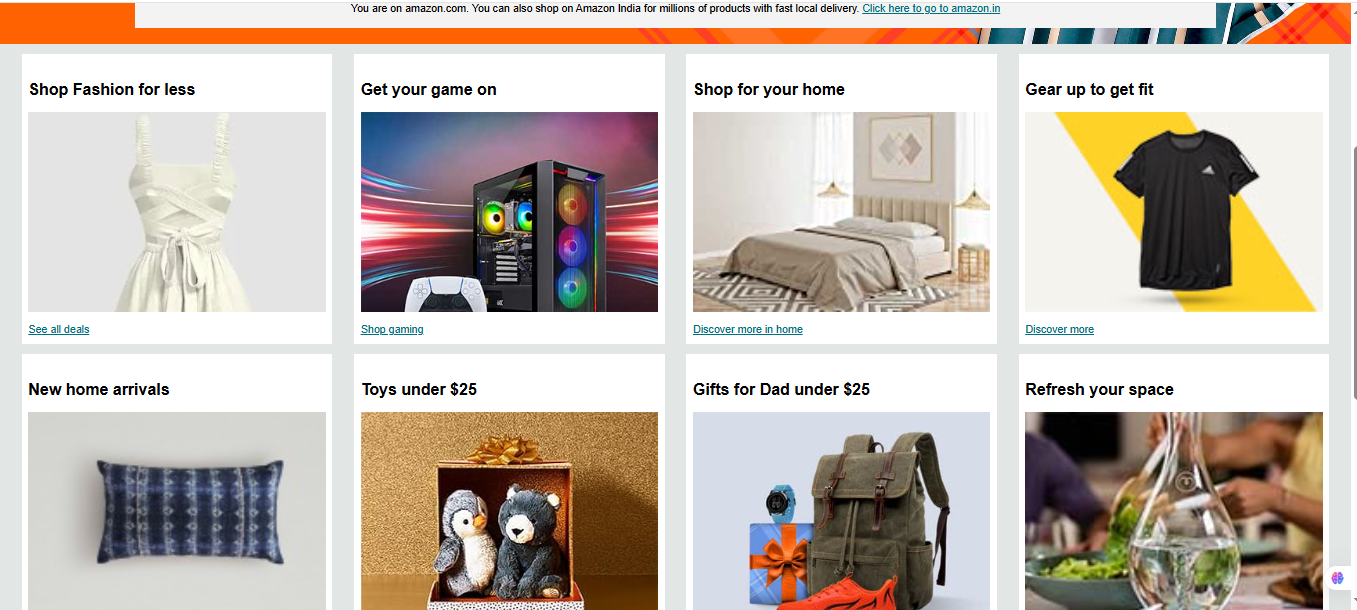 You are on amazon.com. You can also shop on Amazon India for millions of products with fast local delivery. Click here to go to amazon.in
Shop Fashion for less
Get your game on
Shop for your home
Gear up to get fit
See all deals
Shop gaming
Discover more in home
Discover more
New home arrivals
Toys under $25
Gifts for Dad under $25
Refresh your space